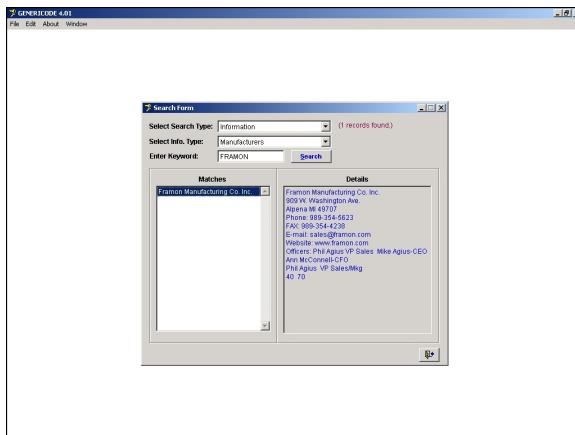 GENERICODE 4.01
File Edit About Window
Search Form
Select Search Type: Information (1 records found.)
Select Info. Type: Manufacturers
Enter Keyword: FRAMON Search
Matches
Framon Manufacturing Co. Inc.
Details
Framon Manufacturing Co. Inc.
909 W. Washington Ave.
Alpena MI 49707
Phone: 989-354-5623
FAX: 989-354-4238
E-mail: sales@framon.com
Website: www.framon.com
Officers: Phil Agius VP Sales Mike Agius-CEO
Ann McConnell-CFO
Phil Agius VP Sales/Mkg
40 70